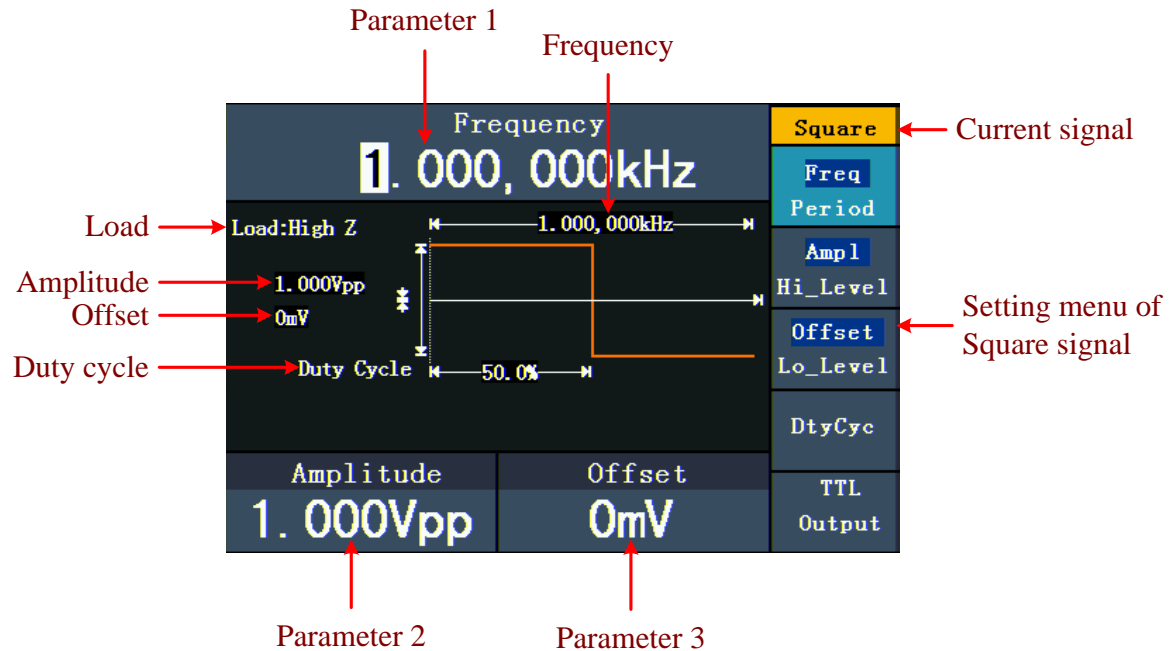 Parameter 1
Frequency
Frequency
Square
Current signal
1.000,000kHz
Freq
Period
Load
Load:High Z
1.000,000kHz
Ampl
Hi_Level
Amplitude
1.000Vpp
Offset
0mV
Offset
Lo_Level
Setting menu of
Square signal
Duty cycle
Duty Cycle
50.0%
DtyCyc
Amplitude
Offset
1.000Vpp
0mV
TTL
Output
Parameter 2
Parameter 3